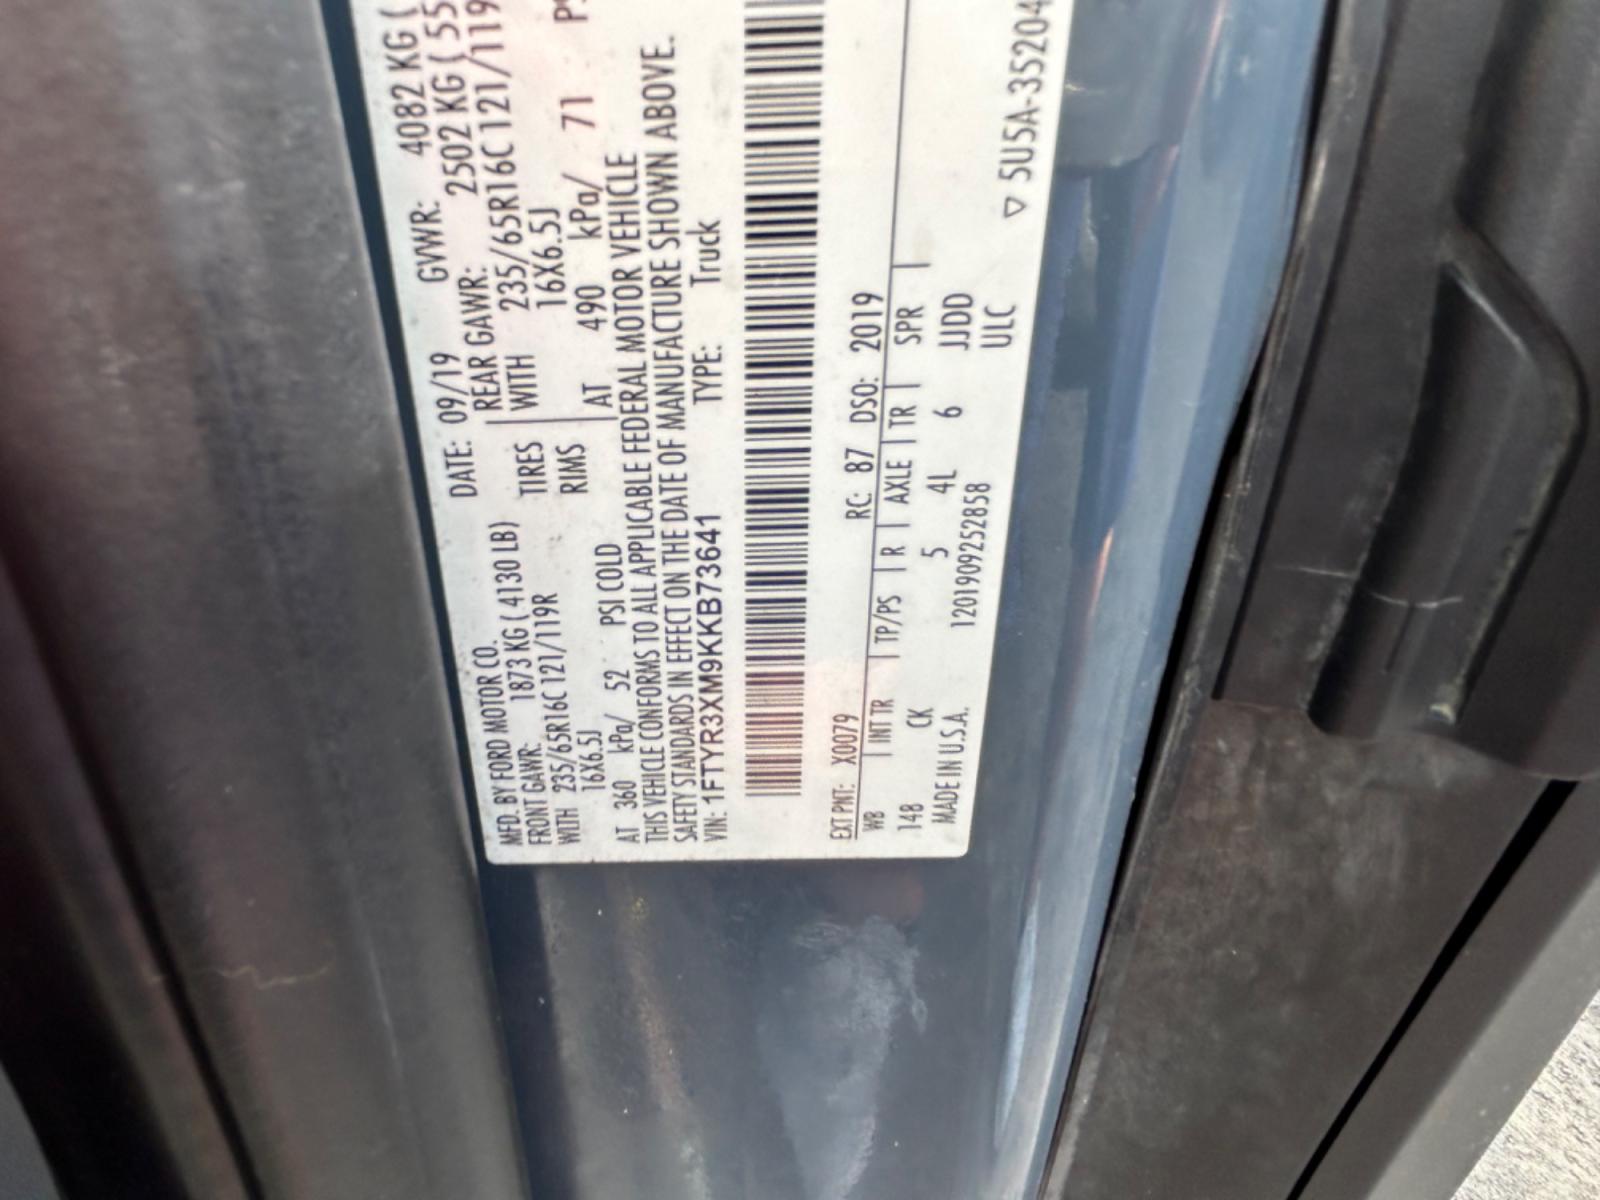 MFD. BY FORD MOTOR CO. DATE: 09/19 GVWR: 4082 KG (
FRONT GAWR: 1873 KG ( 4130 LB) REAR GAWR: 2502 KG ( 55
WITH 235/65R16C 121/119R TIRES WITH 235/65R16C 121/119
16X6.5J RIMS 16X6.5J
AT 360 kPa/ 52 PSI COLD AT 490 kPa/ 71 PS
THIS VEHICLE CONFORMS TO ALL APPLICABLE FEDERAL MOTOR VEHICLE
SAFETY STANDARDS IN EFFECT ON THE DATE OF MANUFACTURE SHOWN ABOVE.
VIN: 1FTYR3XM9KKB73641 TYPE: Truck
EXT PNT: X0079 RC: 87 DSO: 2019
WB | INT TR | TP/PS | R | AXLE | TR | SPR |
148 CK 5 4L 6 JJDD
MADE IN U.S.A. 1201909252858 ULC
▽ 5U5A-35204